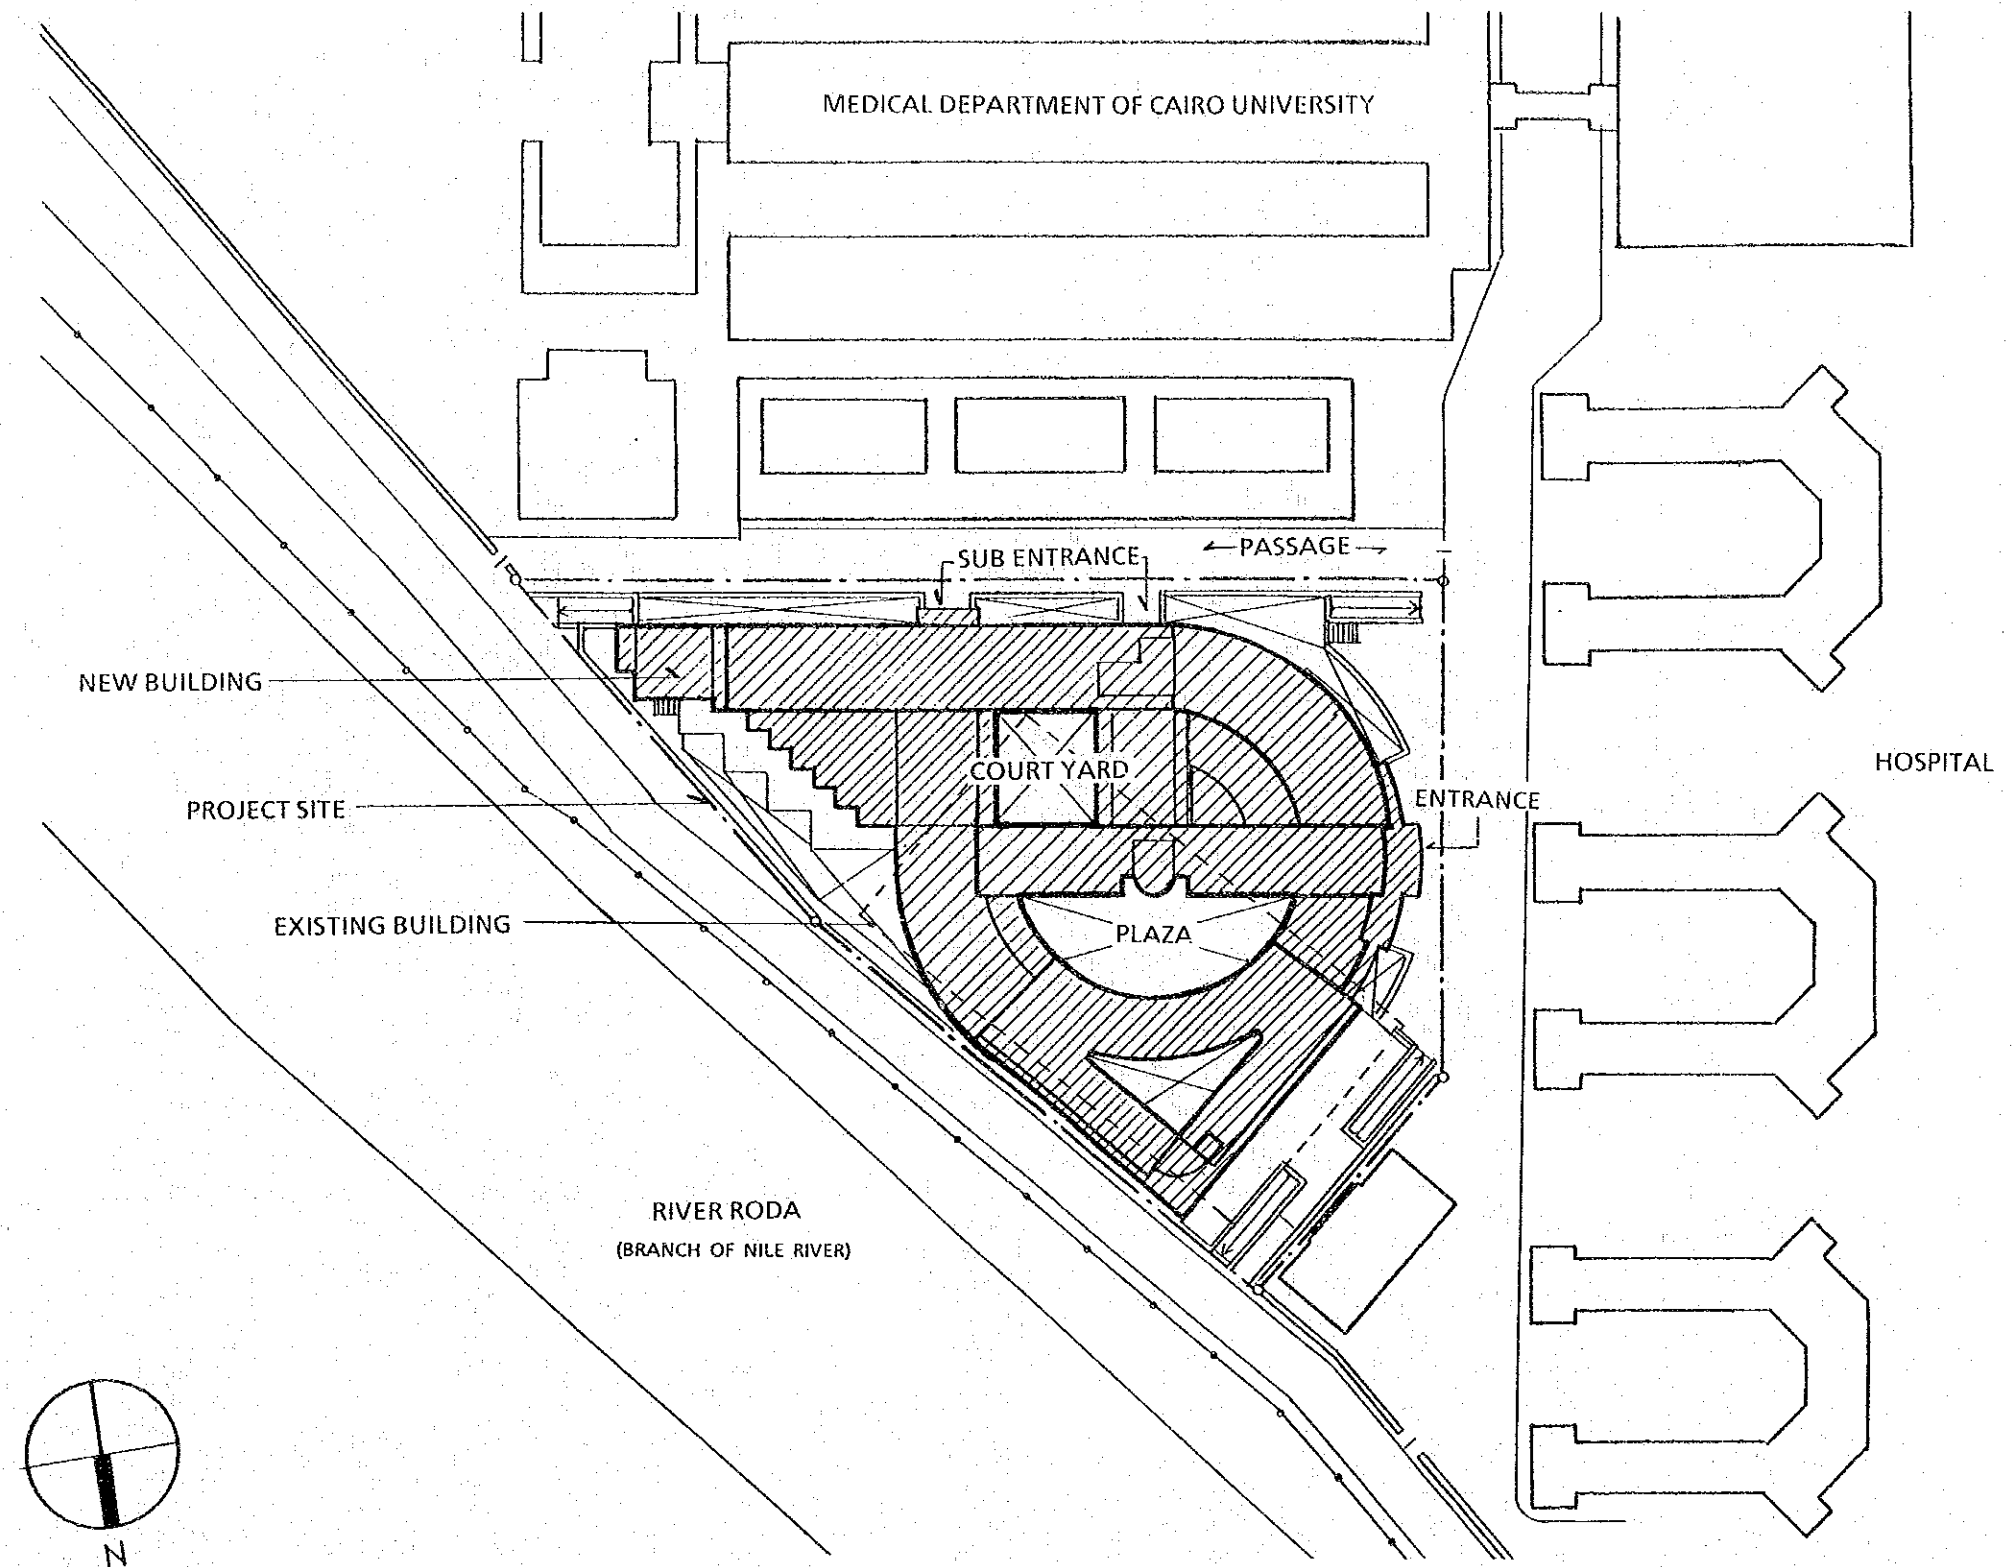 MEDICAL DEPARTMENT OF CAIRO UNIVERSITY
SUB ENTRANCE
PASSAGE
NEW BUILDING
COURT YARD
HOSPITAL
PROJECT SITE
ENTRANCE
EXISTING BUILDING
PLAZA
RIVER RODA
(BRANCH OF NILE RIVER)
N